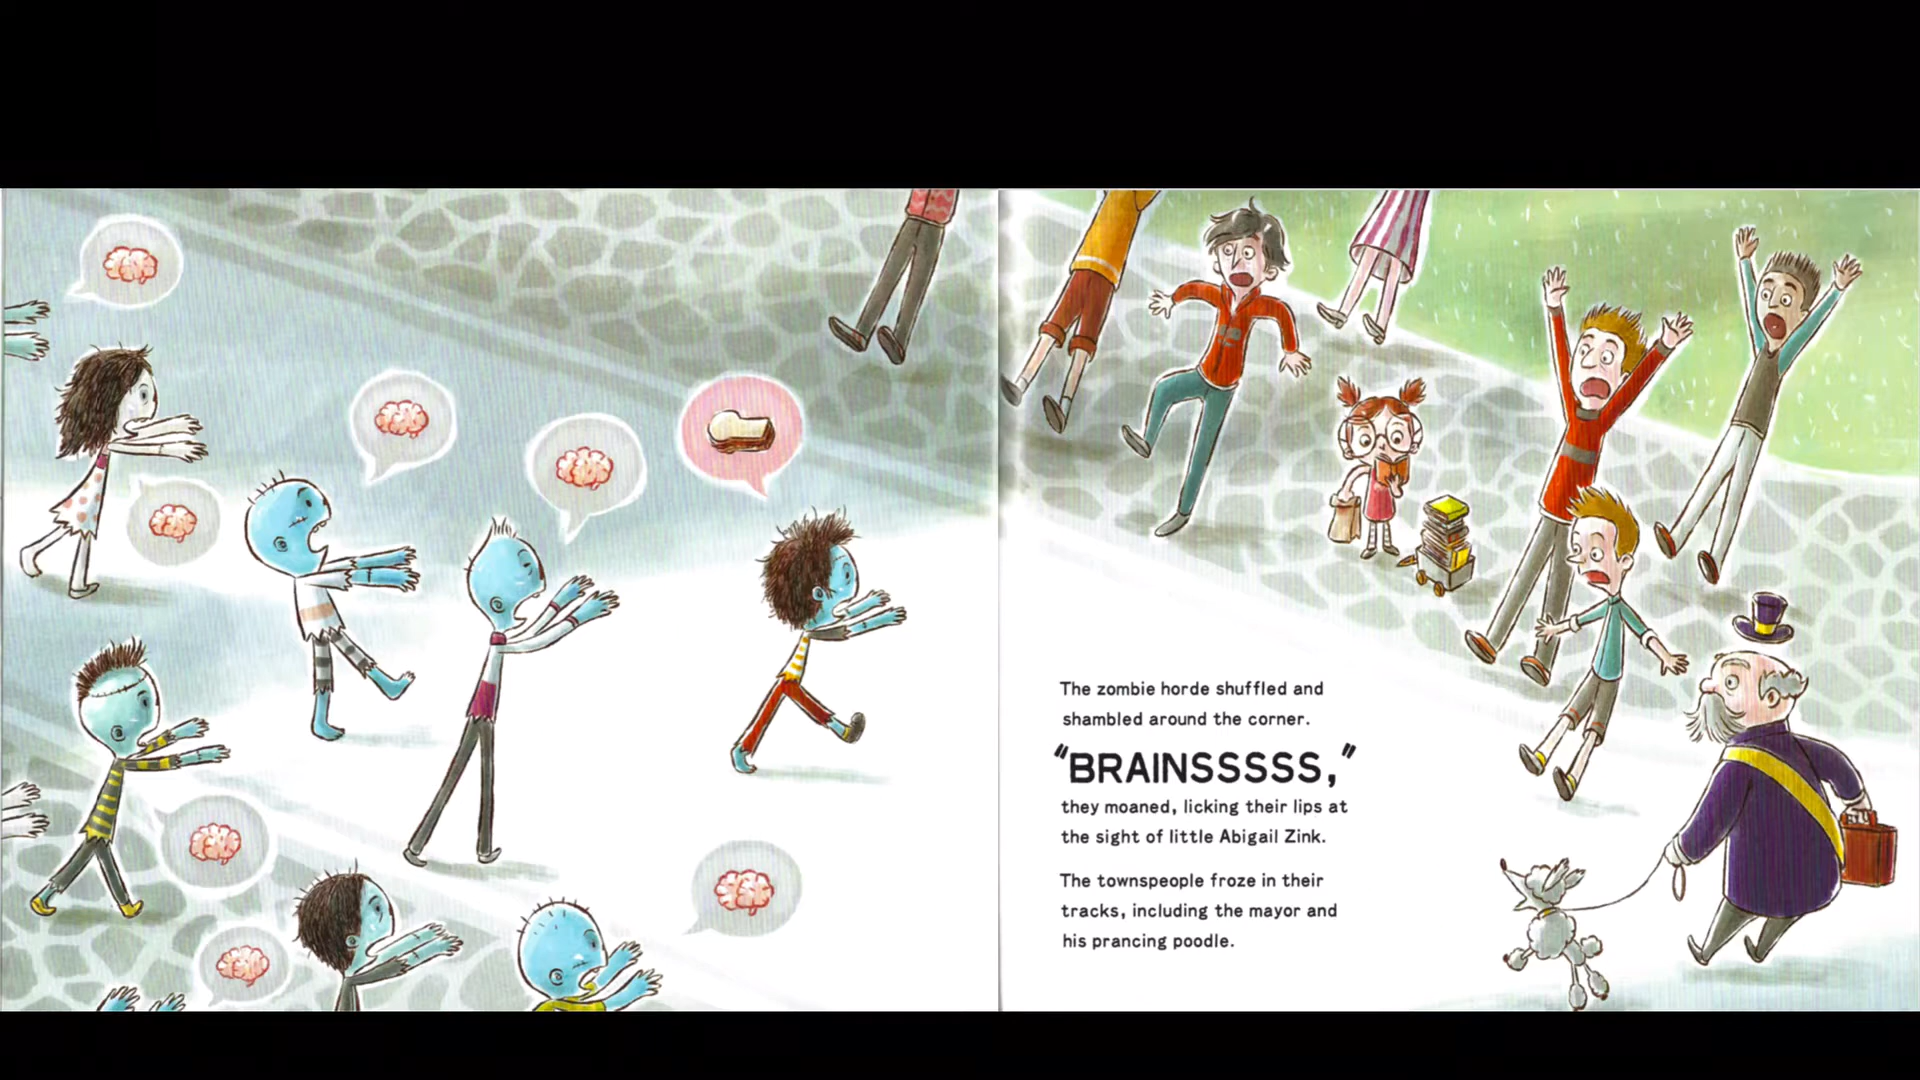 The zombie horde shuffled and
shambled around the corner.
"BRAINSSSSS,"
they moaned, licking their lips at
the sight of little Abigail Zink.
The townspeople froze in their
tracks, including the mayor and
his prancing poodle.